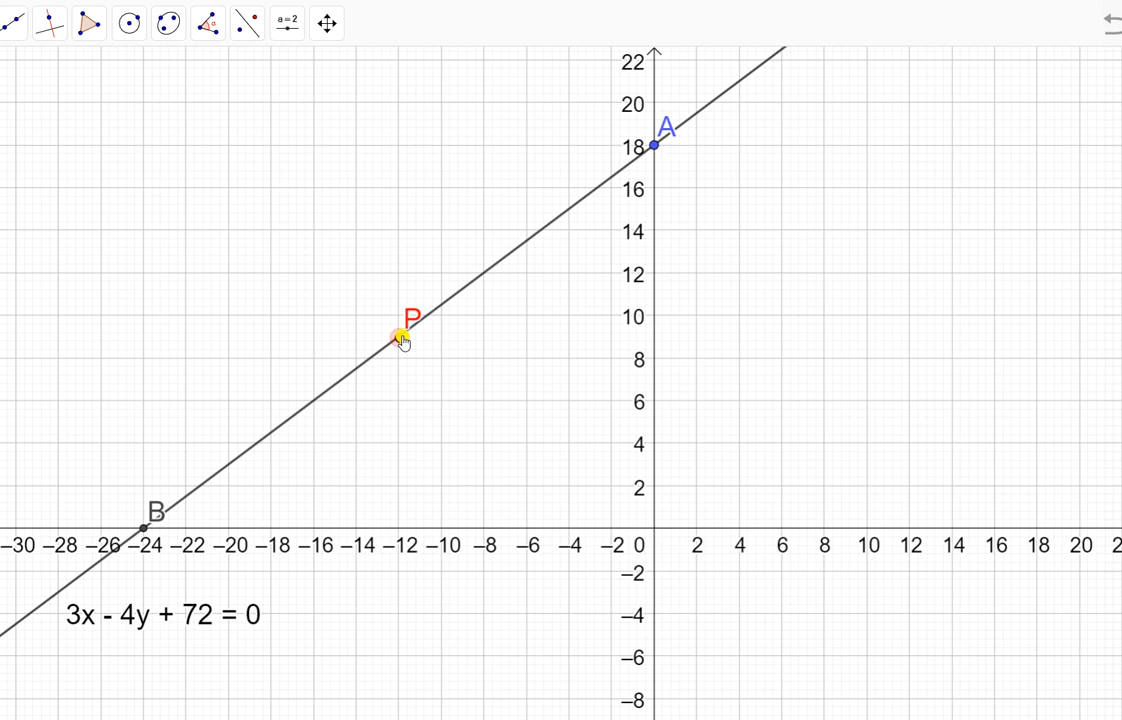 a=2
α
22
20
A
18
16
14
12
P
10
8
6
4
B
2
–30 –28 –26 –24 –22 –20 –18 –16 –14 –12 –10 –8 –6 –4 –2 0 2 4 6 8 10 12 14 16 18 20 2
–2
3x - 4y + 72 = 0
–4
–6
–8